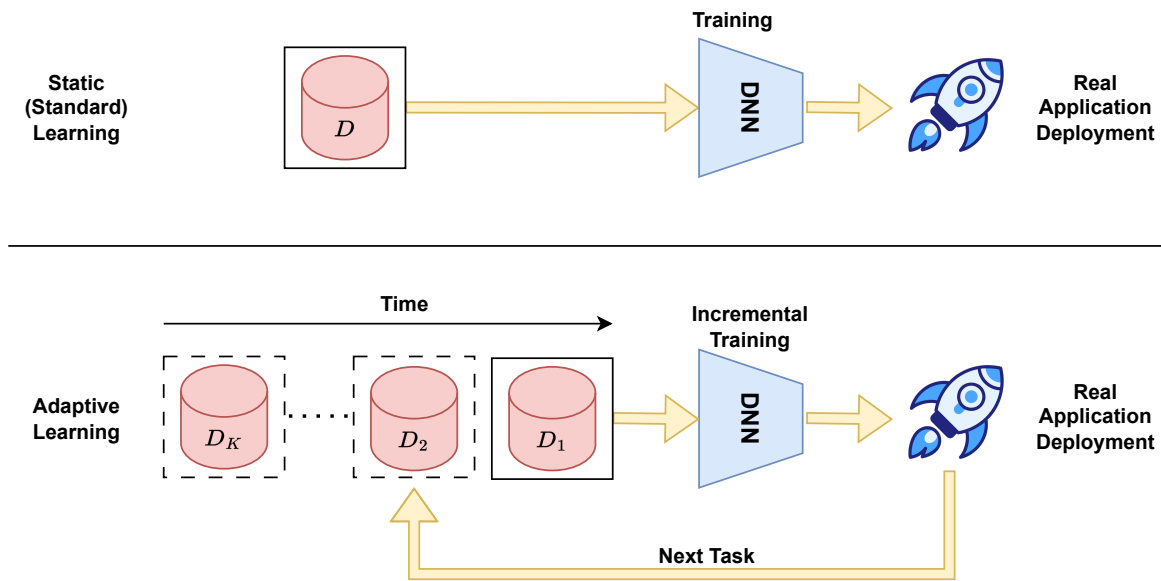 Training
Static
(Standard)
Learning
D
DNN
Real
Application
Deployment
Time
Incremental
Training
Adaptive
Learning
D_K
D_2
D_1
DNN
Real
Application
Deployment
Next Task